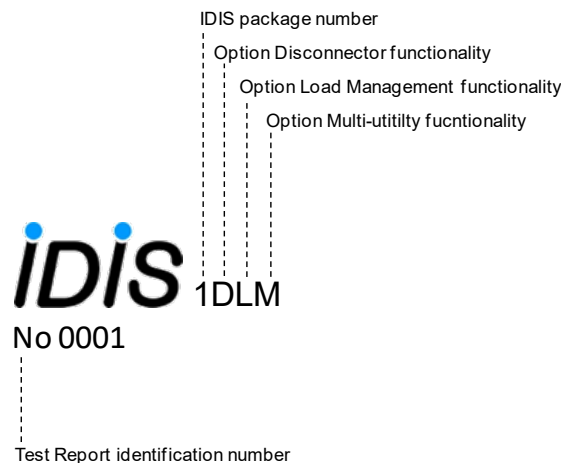 IDIS package number
Option Disconnector functionality
Option Load Management functionality
Option Multi-utitilty fucntionality
iDiS 1DLM
No 0001
Test Report identification number